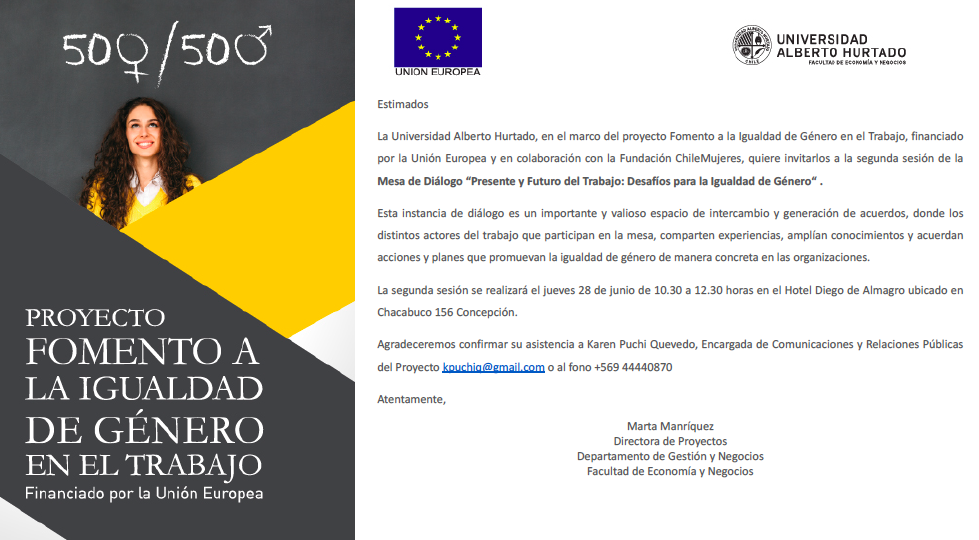 50♀/50♂
PROYECTO
FOMENTO A
LA IGUALDAD
DE GÉNERO
EN EL TRABAJO
Financiado por la Unión Europea
UNION EUROPEA
UNIVERSIDAD
ALBERTO HURTADO
FACULTAD DE ECONOMÍA Y NEGOCIOS
Estimados
La Universidad Alberto Hurtado, en el marco del proyecto Fomento a la Igualdad de Género en el Trabajo, financiado
por la Unión Europea y en colaboración con la Fundación ChileMujeres, quiere invitarlos a la segunda sesión de la
Mesa de Diálogo “Presente y Futuro del Trabajo: Desafíos para la Igualdad de Género“ .
Esta instancia de diálogo es un importante y valioso espacio de intercambio y generación de acuerdos, donde los
distintos actores del trabajo que participan en la mesa, comparten experiencias, amplían conocimientos y acuerdan
acciones y planes que promuevan la igualdad de género de manera concreta en las organizaciones.
La segunda sesión se realizará el jueves 28 de junio de 10.30 a 12.30 horas en el Hotel Diego de Almagro ubicado en
Chacabuco 156 Concepción.
Agradeceremos confirmar su asistencia a Karen Puchi Quevedo, Encargada de Comunicaciones y Relaciones Públicas
del Proyecto kpuchiq@gmail.com o al fono +569 44440870
Atentamente,
Marta Manríquez
Directora de Proyectos
Departamento de Gestión y Negocios
Facultad de Economía y Negocios